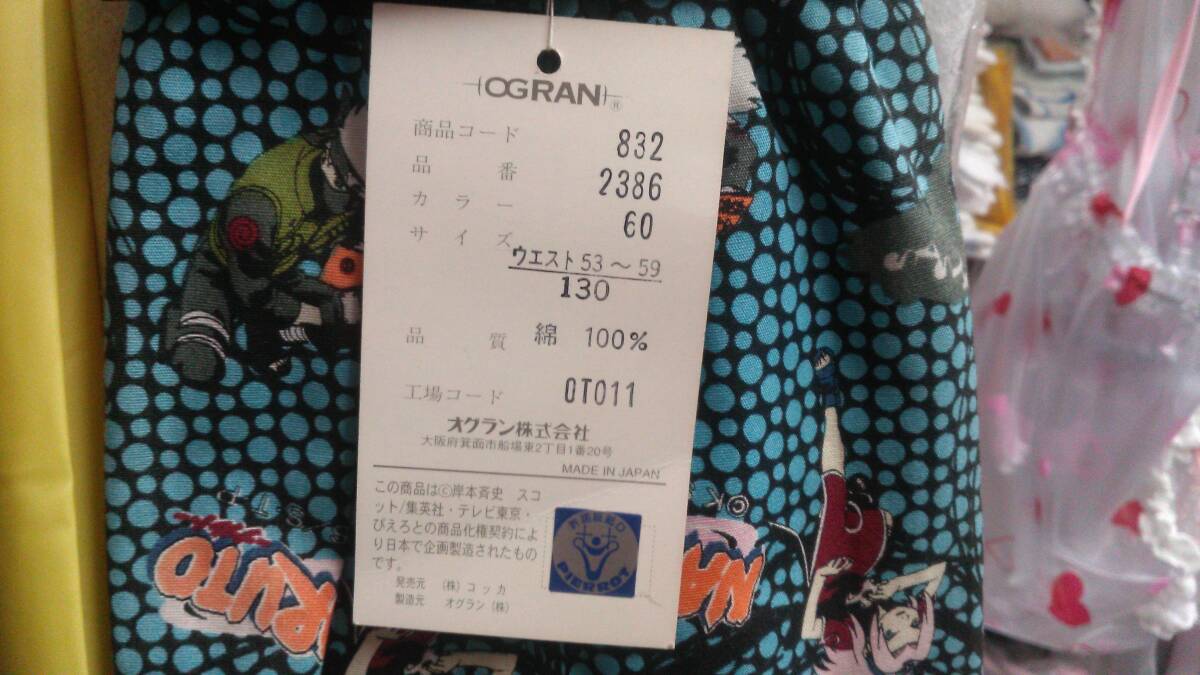 OGRAN®
商品コード 832
品番 2386
カラー 60
サイズ ウエスト 53～59
130
品質 綿 100%
工場コード OT011
オグラン株式会社
大阪府箕面市船場東2丁目1番20号
MADE IN JAPAN
この商品は©岸本斉史 スコ
ット/集英社・テレビ東京・
ぴえろとの商品化権契約によ
り日本で企画製造されたもの
です。
発売元 (株)コッカ
製造元 オグラン(株)
PIERROT
RUTO
NA